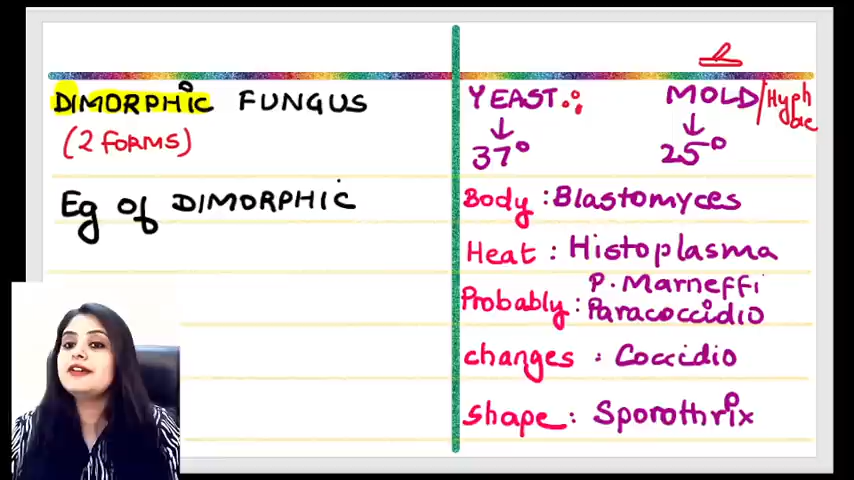 DIMORPHIC FUNGUS
(2 FORMS)
Eg of DIMORPHIC
YEAST MOLD/Hyphae
37° 25°
Body : Blastomyces
Heat : Histoplasma
P. Marneffi
Probably : Paracoccidio
changes : Coccidio
shape : Sporothrix